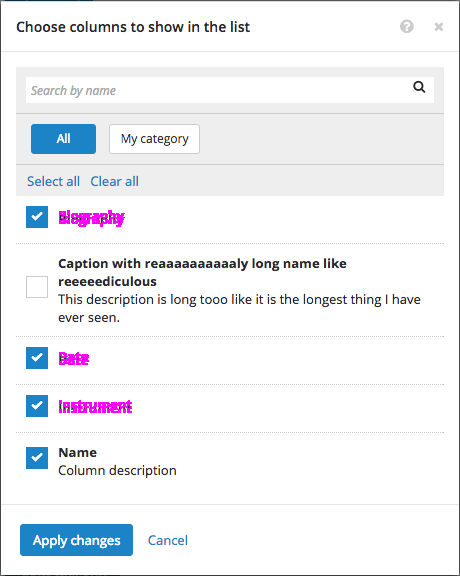 Choose columns to show in the list
?
Search by name
All
My category
Select all Clear all
Biography
Caption with reaaaaaaaaaaly long name like
reeeeediculous
This description is long tooo like it is the longest thing I have
ever seen.
Date
Instrument
Name
Column description
Apply changes
Cancel